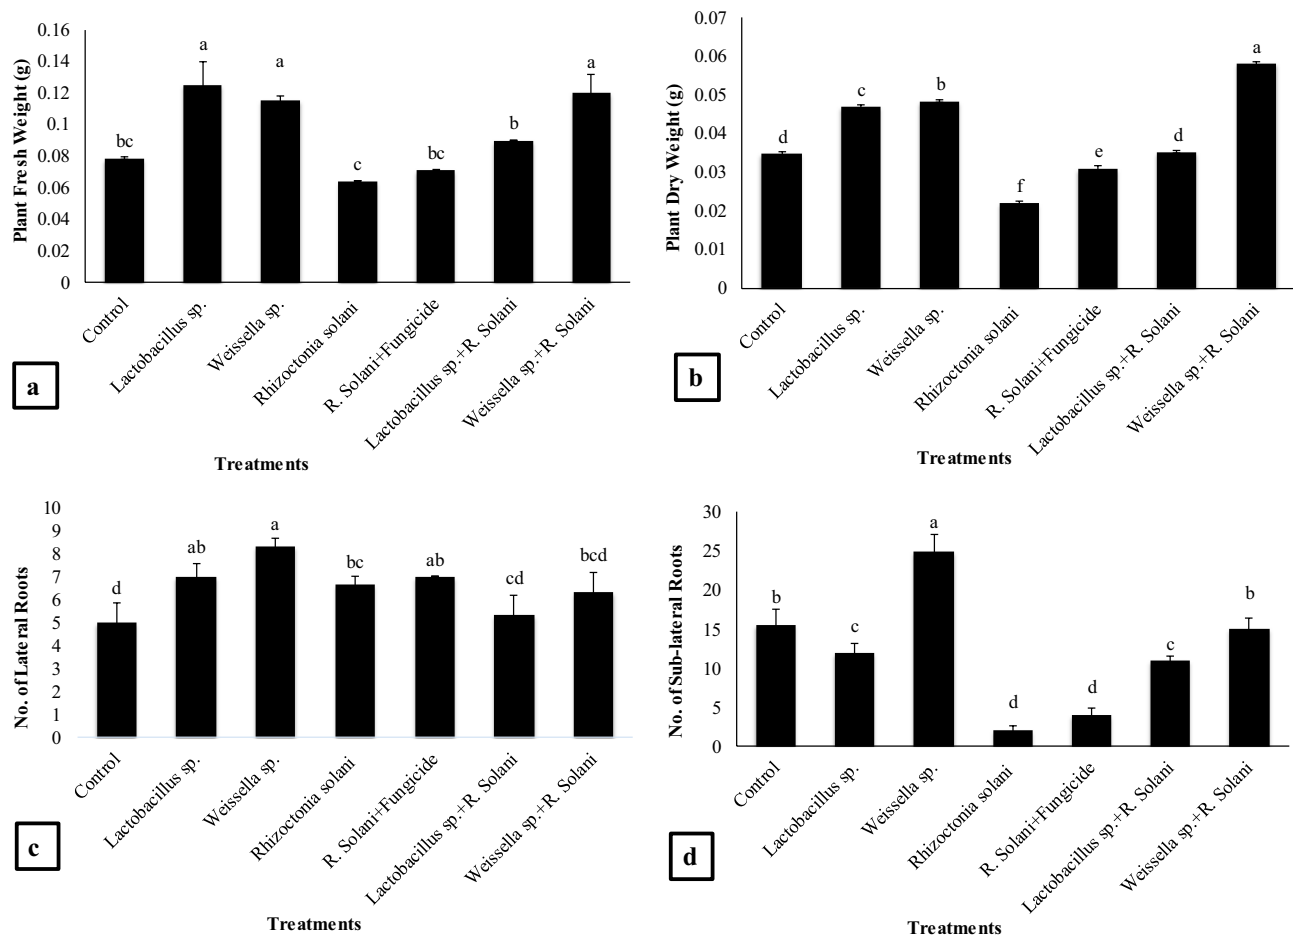 Plant Fresh Weight (g)
0.16
0.14
0.12
0.1
0.08
0.06
0.04
0.02
0
bc
a
a
c
bc
b
a
Control
Lactobacillus sp.
Weissella sp.
Rhizoctonia solani
R. Solani+Fungicide
Lactobacillus sp.+R. Solani
Weissella sp.+R. Solani
a
Treatments
Plant Dry Weight (g)
0.07
0.06
0.05
0.04
0.03
0.02
0.01
0
d
c
b
f
e
d
a
Control
Lactobacillus sp.
Weissella sp.
Rhizoctonia solani
R. Solani+Fungicide
Lactobacillus sp.+R. Solani
Weissella sp.+R. Solani
b
Treatments
No. of Lateral Roots
10
9
8
7
6
5
4
3
2
1
0
d
ab
a
bc
ab
cd
bcd
Control
Lactobacillus sp.
Weissella sp.
Rhizoctonia solani
R. Solani+Fungicide
Lactobacillus sp.+R. Solani
Weissella sp.+R. Solani
c
Treatments
No. of Sub-lateral Roots
30
25
20
15
10
5
0
b
c
a
d
d
c
b
Control
Lactobacillus sp.
Weissella sp.
Rhizoctonia solani
R. Solani+Fungicide
Lactobacillus sp.+R. Solani
Weissella sp.+R. Solani
d
Treatments